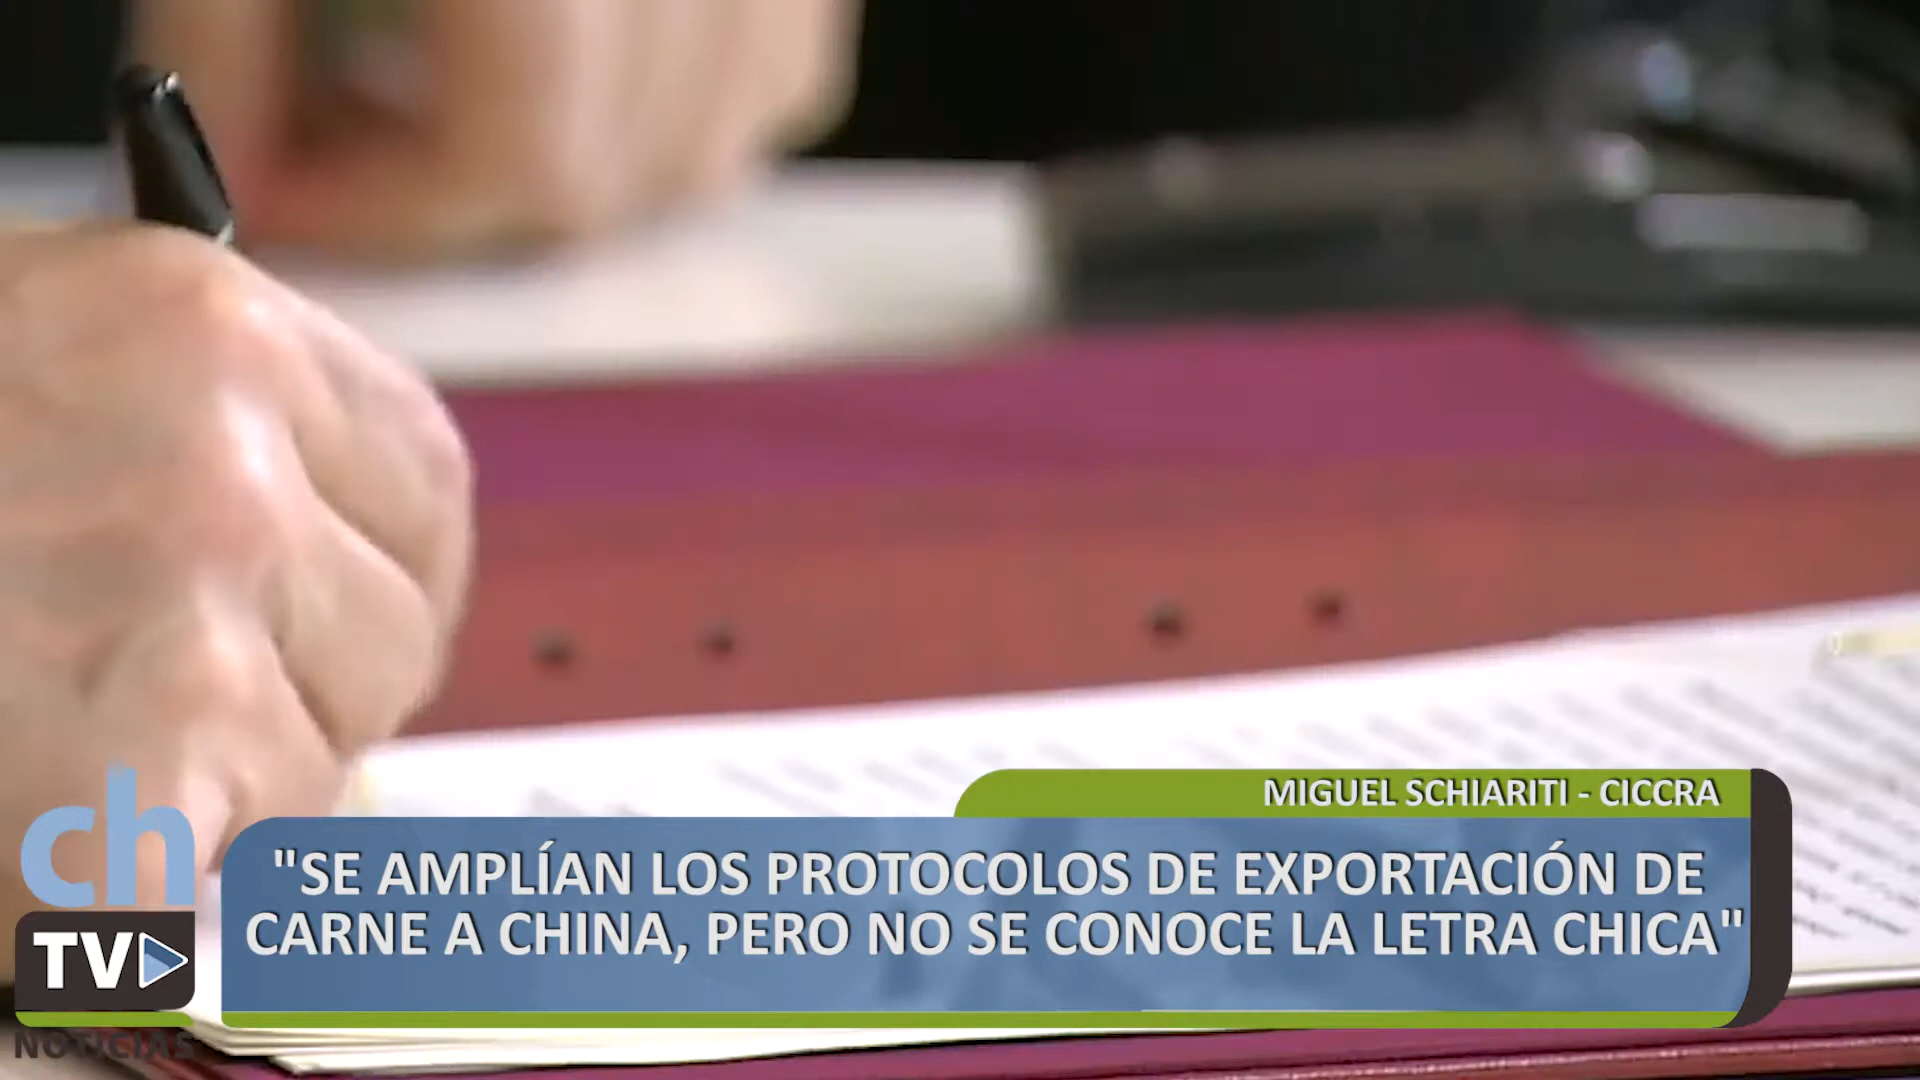 MIGUEL SCHIARITI - CICCRA
"SE AMPLÍAN LOS PROTOCOLOS DE EXPORTACIÓN DE
CARNE A CHINA, PERO NO SE CONOCE LA LETRA CHICA"
ch
TV
NOTICIAS